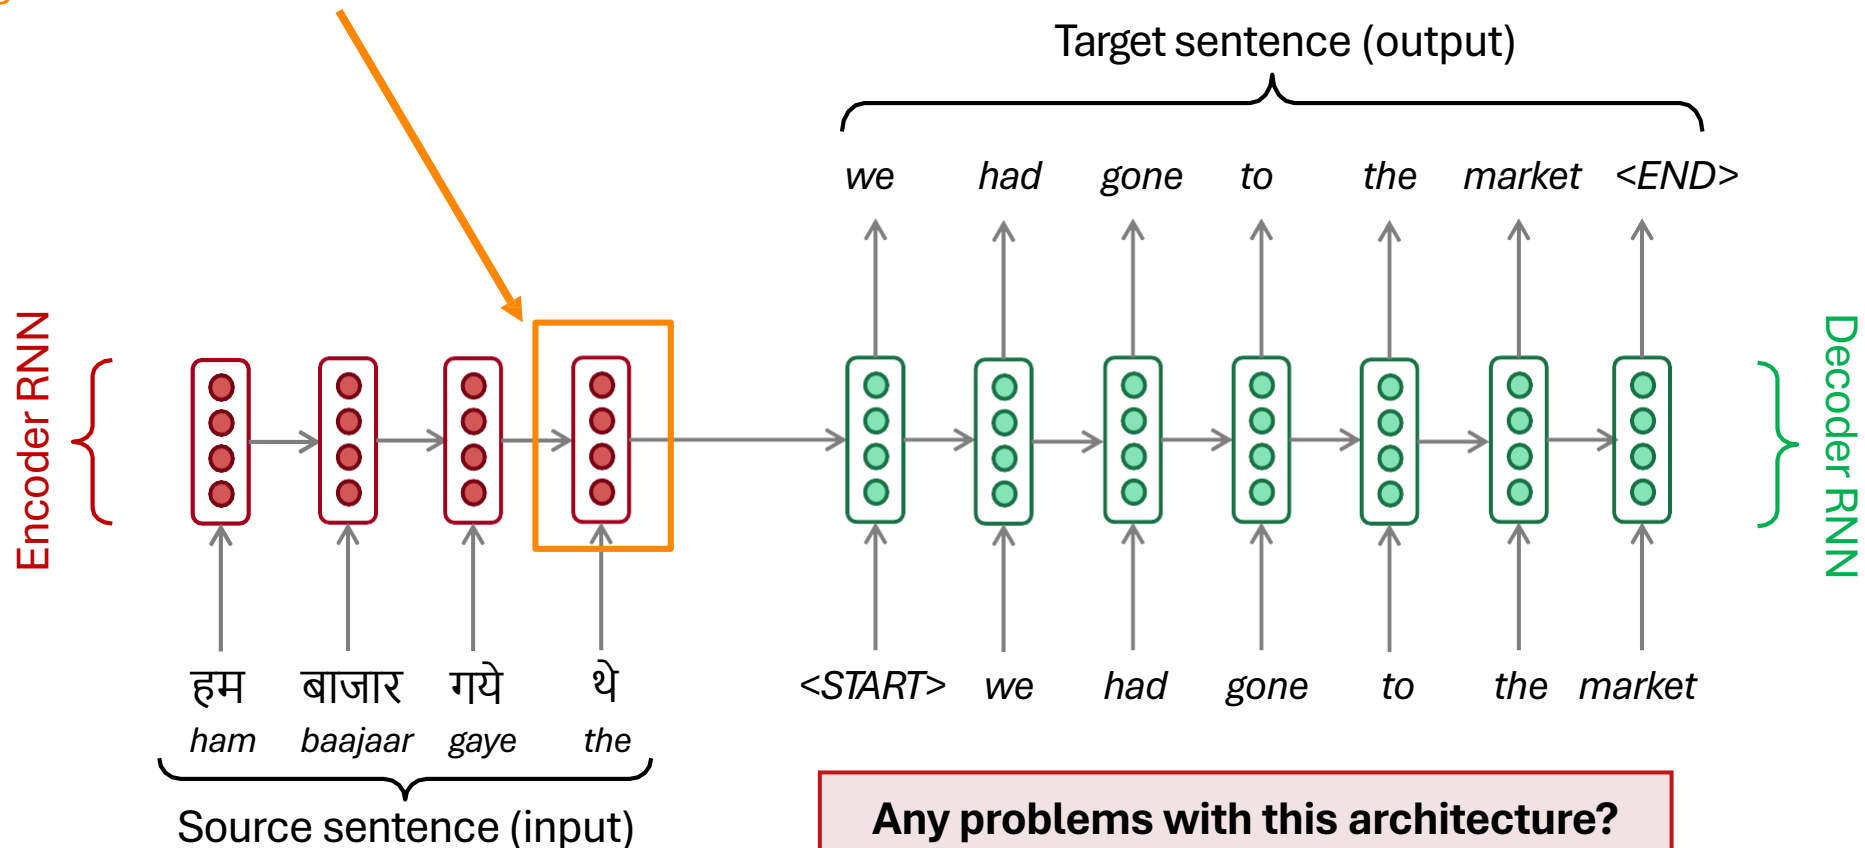 Target sentence (output)
we had gone to the market <END>
Encoder RNN
Decoder RNN
हम बाजार गये थे
ham baajaar gaye the
<START> we had gone to the market
Source sentence (input)
Any problems with this architecture?